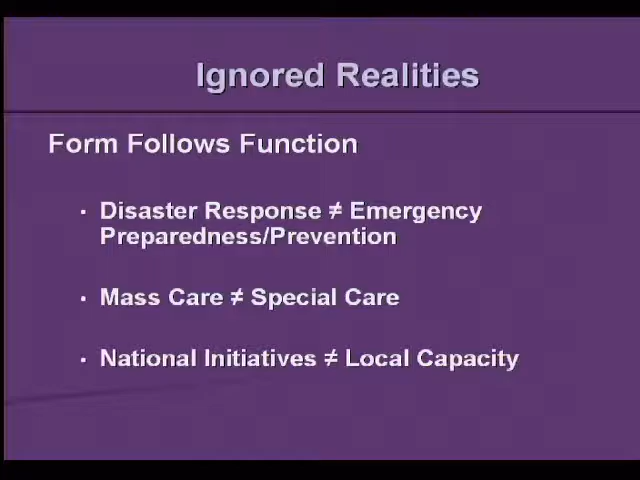 Ignored Realities
Form Follows Function
• Disaster Response ≠ Emergency
Preparedness/Prevention
• Mass Care ≠ Special Care
• National Initiatives ≠ Local Capacity